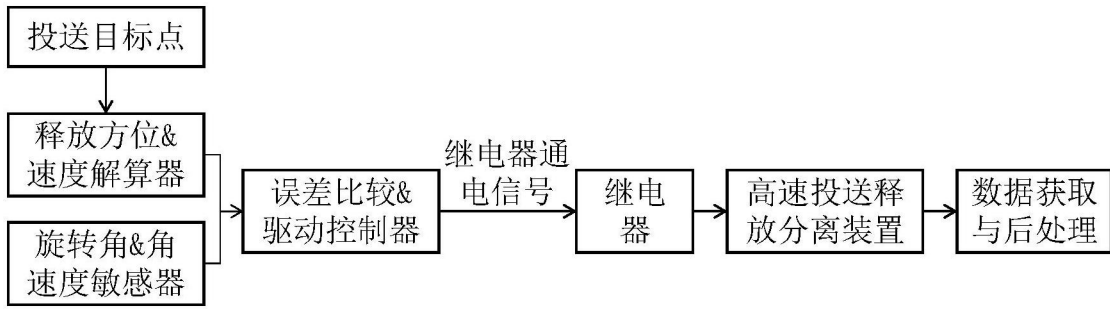 投送目标点
释放方位&
速度解算器
旋转角&角
速度敏感器
误差比较&
驱动控制器
继电器通
电信号
继电
器
高速投送释
放分离装置
数据获取
与后处理